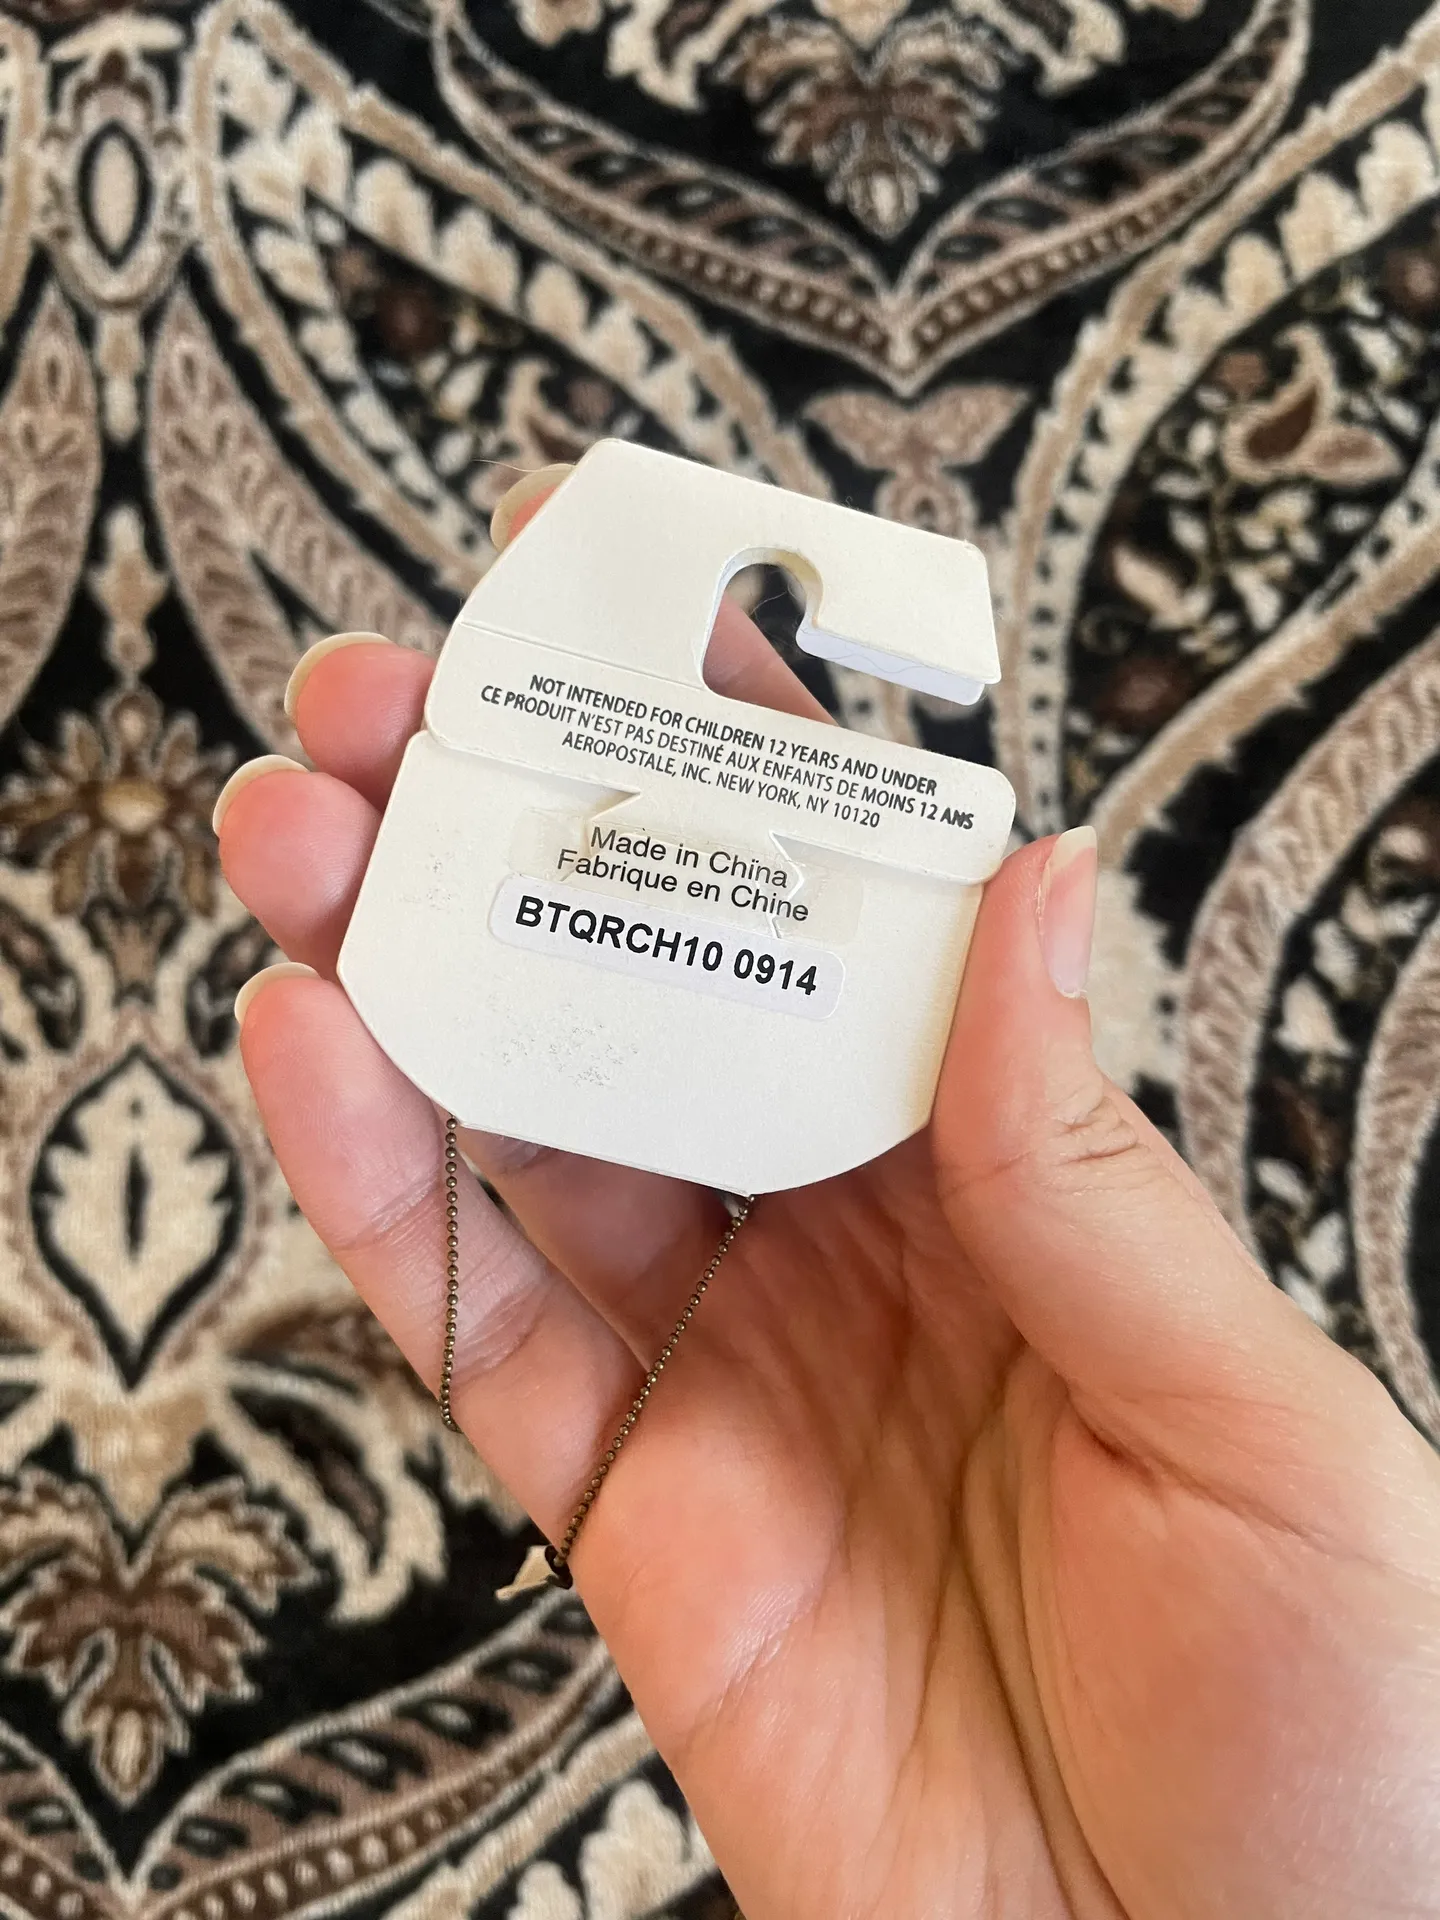 NOT INTENDED FOR CHILDREN 12 YEARS AND UNDER
CE PRODUIT N'EST PAS DESTINÉ AUX ENFANTS DE MOINS 12 ANS
AEROPOSTALE, INC. NEW YORK, NY 10120
Made in China
Fabrique en Chine
BTQRCH10 0914